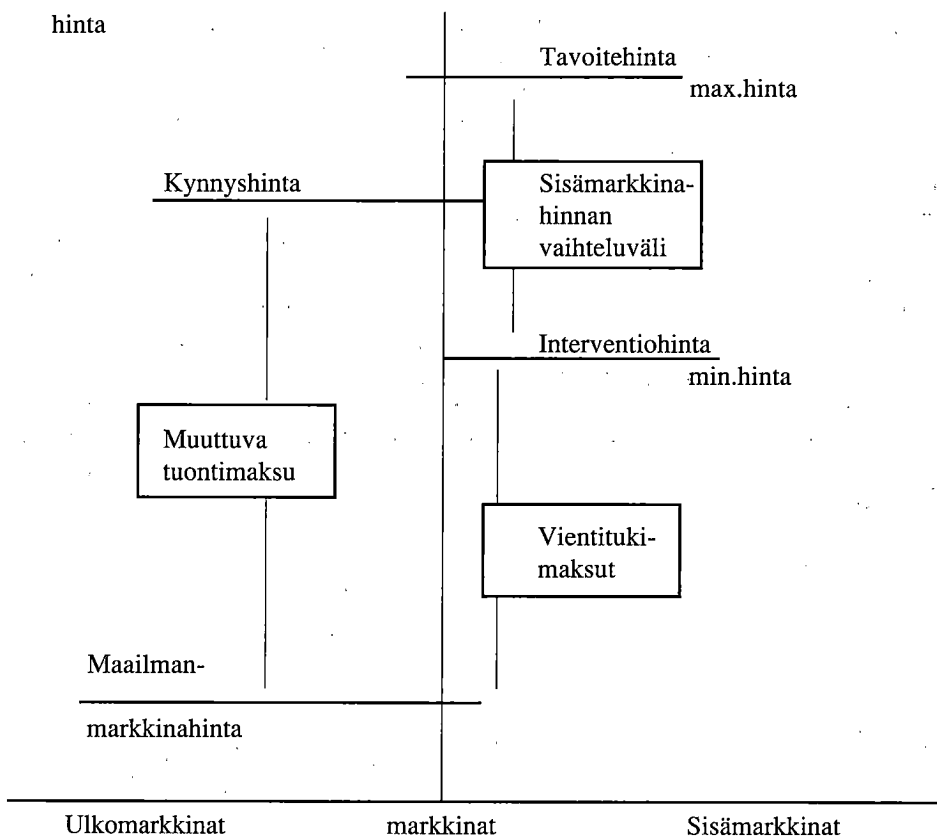 hinta
Tavoitehinta
max.hinta
Kynnyshinta
Sisämarkkina-
hinnan
vaihteluväli
Interventiohinta
min.hinta
Muuttuva
tuontimaksu
Vientituki-
maksut
Maailman-
markkinahinta
Ulkomarkkinat
markkinat
Sisämarkkinat